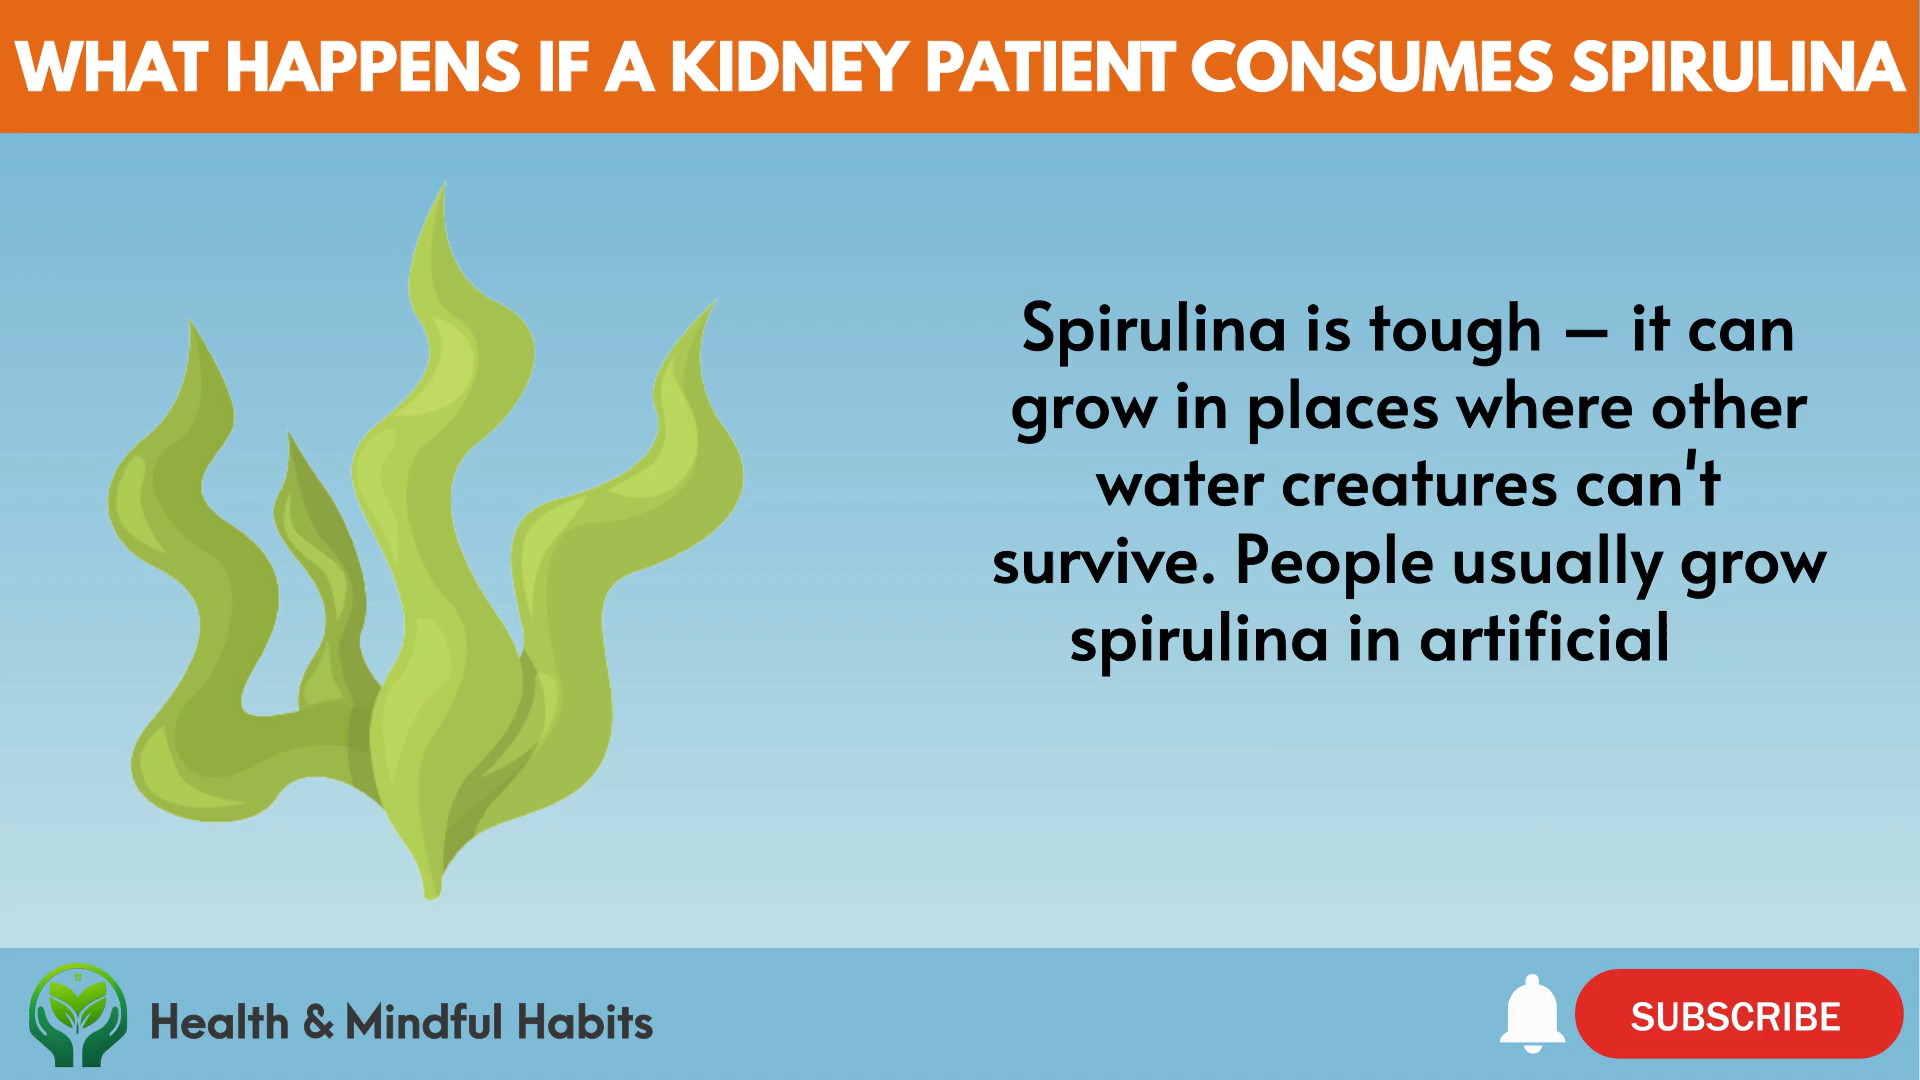 WHAT HAPPENS IF A KIDNEY PATIENT CONSUMES SPIRULINA
Spirulina is tough – it can
grow in places where other
water creatures can't
survive. People usually grow
spirulina in artificial
Health & Mindful Habits
SUBSCRIBE